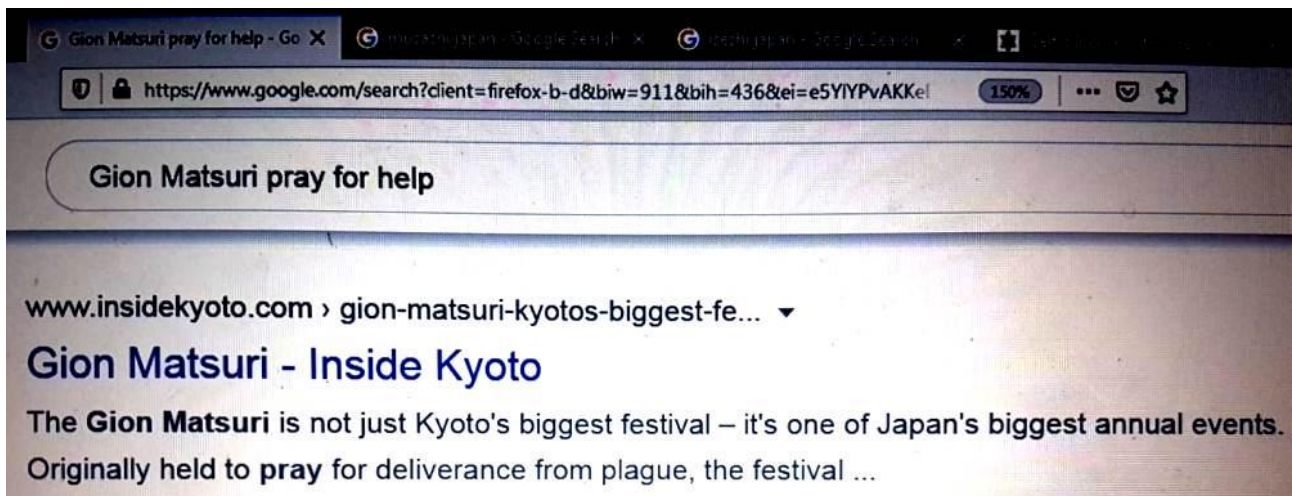 Gion Matsuri pray for help - Go
Google Search
https://www.google.com/search?client=firefox-b-d&biw=911&bih=436&ei=e5YlYPvAKKel
150%
Gion Matsuri pray for help
www.insidekyoto.com › gion-matsuri-kyotos-biggest-fe...
Gion Matsuri - Inside Kyoto
The Gion Matsuri is not just Kyoto's biggest festival – it's one of Japan's biggest annual events.
Originally held to pray for deliverance from plague, the festival ...